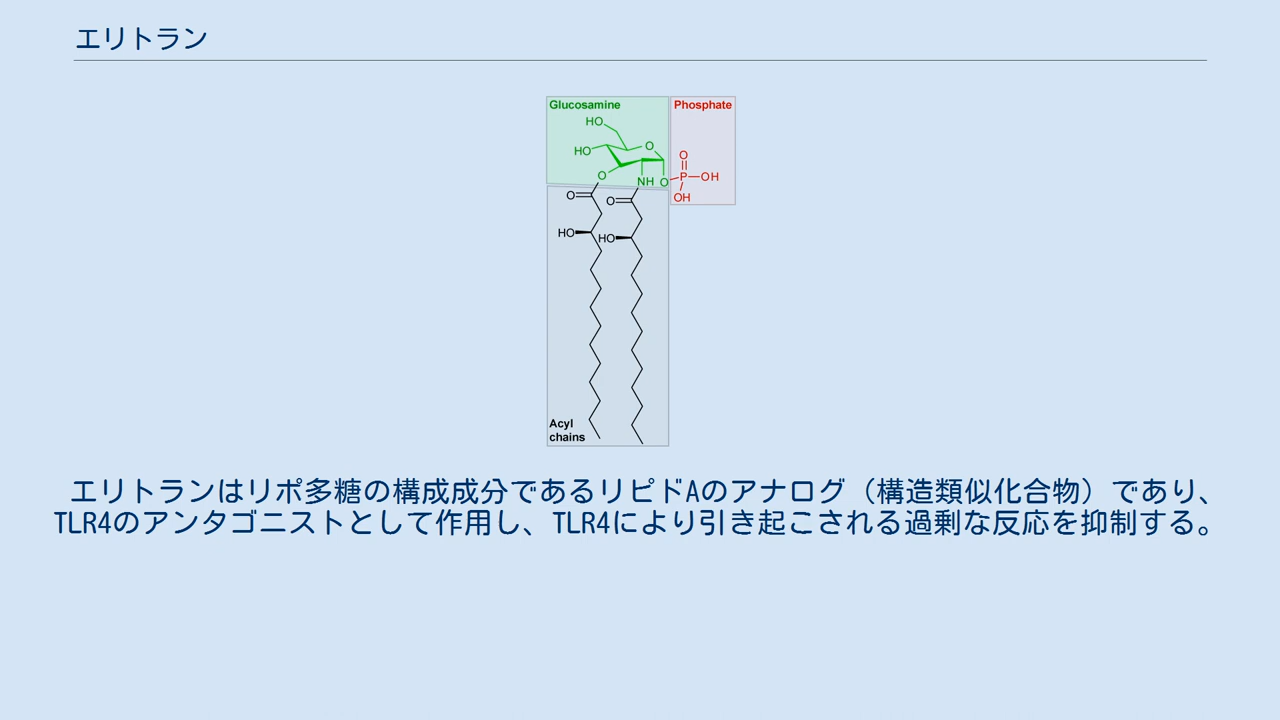 エリトラン
Glucosamine
Phosphate
HO
HO
O
O
O
NH
O
P
OH
OH
O
O
HO
HO
Acyl
chains
エリトランはリポ多糖の構成成分であるリピドAのアナログ（構造類似化合物）であり、
TLR4のアンタゴニストとして作用し、TLR4により引き起こされる過剰な反応を抑制する。